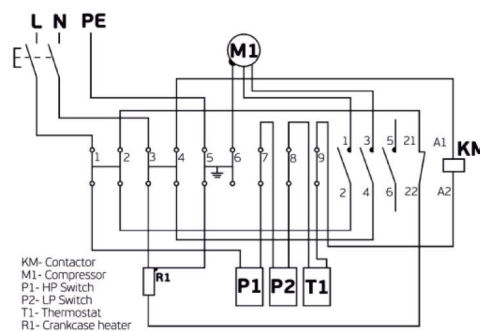 L N PE
M1
1 3 5 21 A1
KM
1 2 3 4 5 6 7 8 9
2 4 6 22 A2
R1
P1 P2 T1
KM- Contactor
M1- Compressor
P1- HP Switch
P2- LP Switch
T1- Thermostat
R1- Crankcase heater